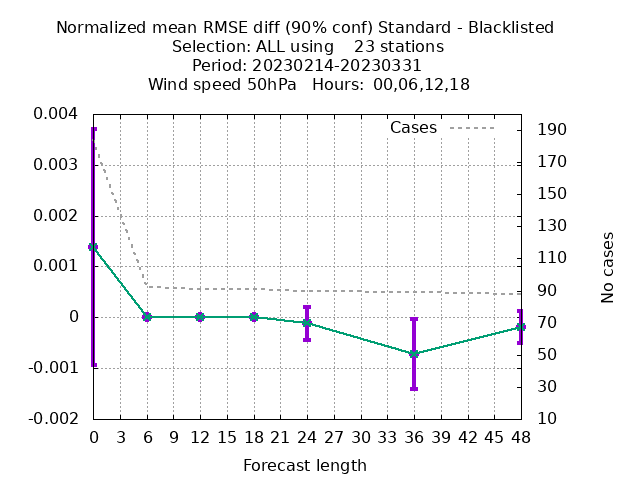 Normalized mean RMSE diff (90% conf) Standard - Blacklisted
Selection: ALL using    23 stations
Period: 20230214-20230331
Wind speed 50hPa   Hours:  00,06,12,18
Cases
0.004
0.003
0.002
0.001
0
-0.001
-0.002
190
170
150
130
110
90
70
50
30
10
No cases
0 3 6 9 12 15 18 21 24 27 30 33 36 39 42 45 48
Forecast length